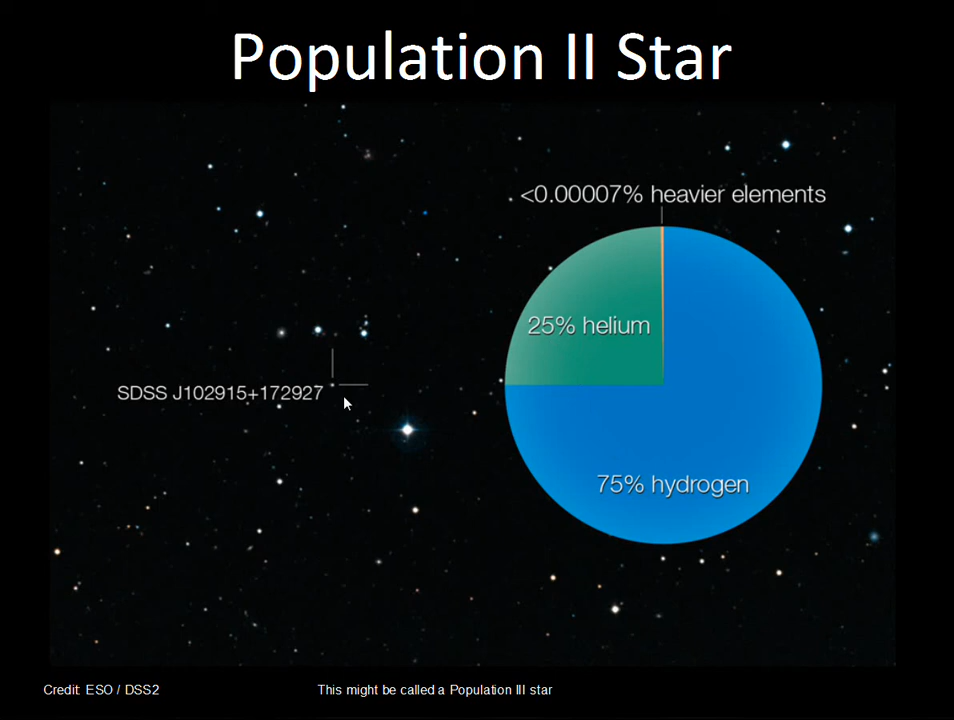 Population II Star
<0.00007% heavier elements
25% helium
SDSS J102915+172927
75% hydrogen
Credit: ESO / DSS2
This might be called a Population III star